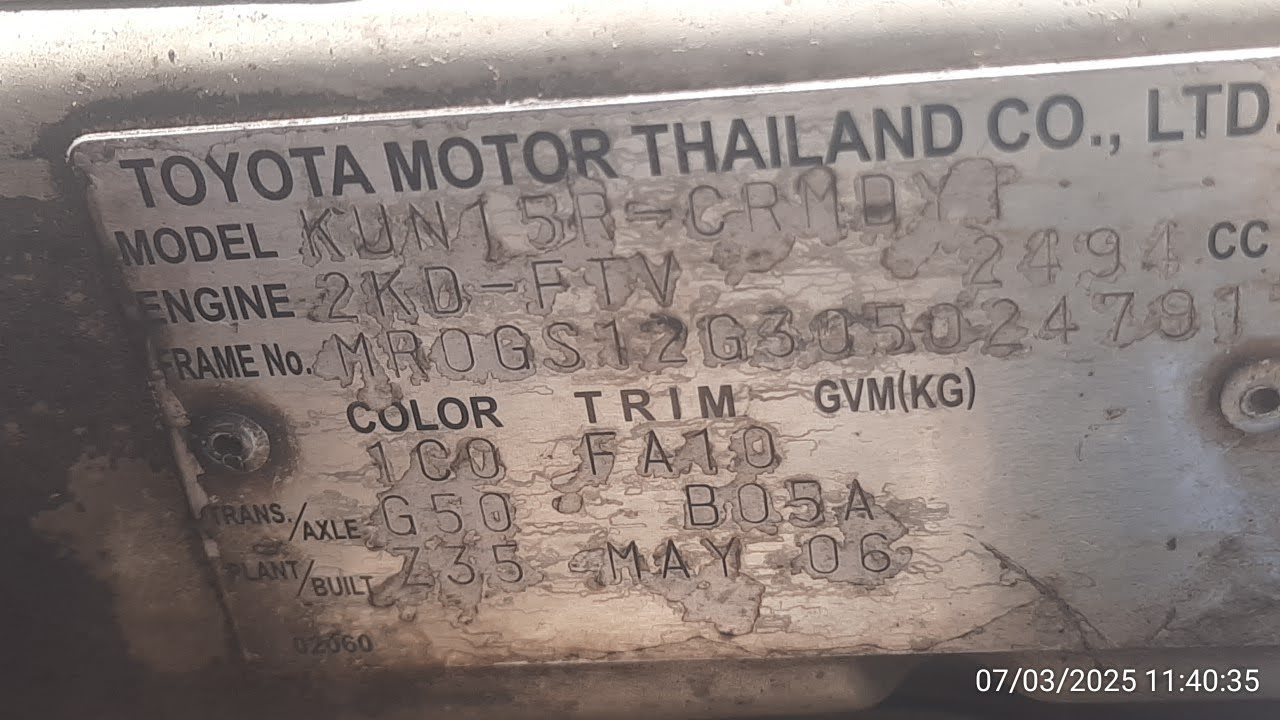 TOYOTA MOTOR THAILAND CO., LTD.
MODEL KUN15R-CRMDYT
ENGINE 2KD-FTV 2494 CC
FRAME No. MR0GS12G305024791
COLOR TRIM GVM(KG)
1C0 FA10
TRANS./AXLE G50 B05A
PLANT/BUILT Z35 MAY 06
02060
07/03/2025 11:40:35